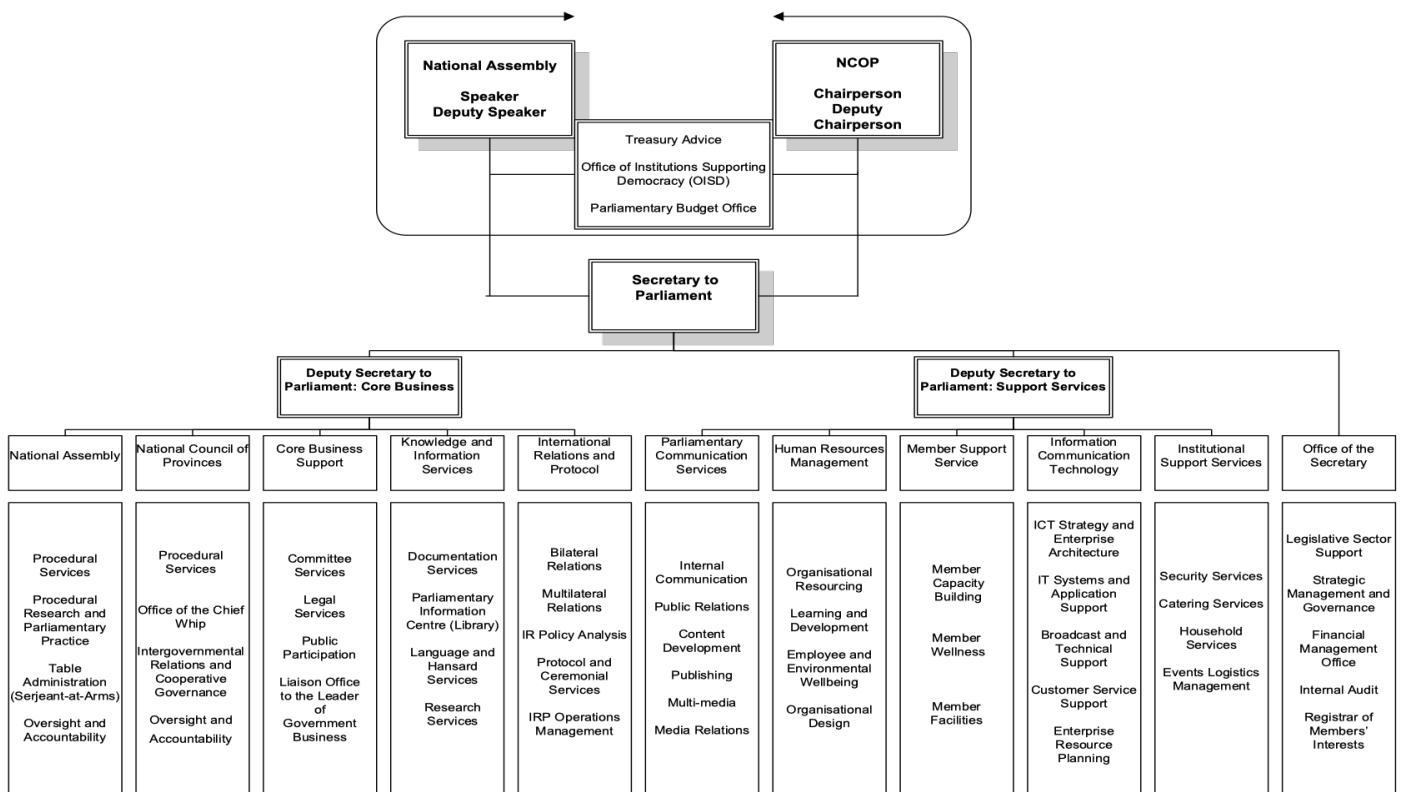 National Assembly
Speaker
Deputy Speaker
NCOP
Chairperson
Deputy
Chairperson
Treasury Advice
Office of Institutions Supporting
Democracy (OISD)
Parliamentary Budget Office
Secretary to
Parliament
Deputy Secretary to
Parliament: Core Business
Deputy Secretary to
Parliament: Support Services
National Assembly
National Council of
Provinces
Core Business
Support
Knowledge and
Information
Services
International
Relations and
Protocol
Parliamentary
Communication
Services
Human Resources
Management
Member Support
Service
Information
Communication
Technology
Institutional
Support Services
Office of the
Secretary
Procedural
Services
Procedural
Research and
Parliamentary
Practice
Table
Administration
(Serjeant-at-Arms)
Oversight and
Accountability
Procedural
Services
Office of the Chief
Whip
Intergovernmental
Relations and
Cooperative
Governance
Oversight and
Accountability
Committee
Services
Legal
Services
Public
Participation
Liaison Office
to the Leader
of
Government
Business
Documentation
Services
Parliamentary
Information
Centre (Library)
Language and
Hansard
Services
Research
Services
Bilateral
Relations
Multilateral
Relations
IR Policy Analysis
Protocol and
Ceremonial
Services
IRP Operations
Management
Internal
Communication
Public Relations
Content
Development
Publishing
Multi-media
Media Relations
Organisational
Resourcing
Learning and
Development
Employee and
Environmental
Wellbeing
Organisational
Design
Member
Capacity
Building
Member
Wellness
Member
Facilities
ICT Strategy and
Enterprise
Architecture
IT Systems and
Application
Support
Broadcast and
Technical
Support
Customer Service
Support
Enterprise
Resource
Planning
Security Services
Catering Services
Household
Services
Events Logistics
Management
Legislative Sector
Support
Strategic
Management and
Governance
Financial
Management
Office
Internal Audit
Registrar of
Members'
Interests